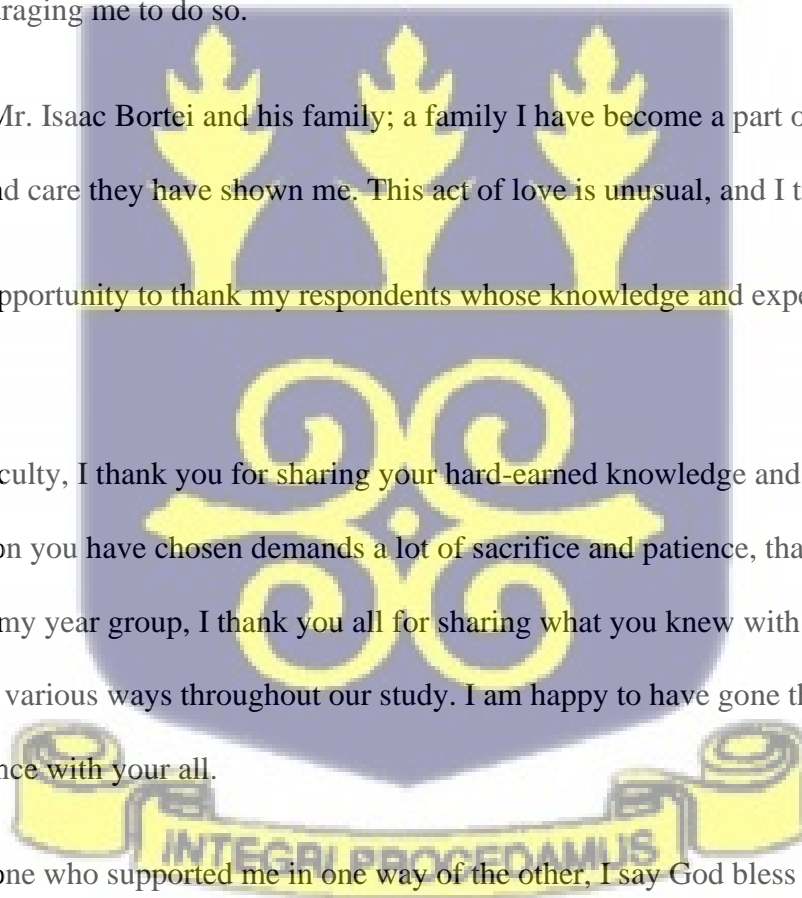 raging me to do so.
Mr. Isaac Bortei and his family; a family I have become a part o
nd care they have shown me. This act of love is unusual, and I t
pportunity to thank my respondents whose knowledge and expe
culty, I thank you for sharing your hard-earned knowledge and
on you have chosen demands a lot of sacrifice and patience, tha
my year group, I thank you all for sharing what you knew with
various ways throughout our study. I am happy to have gone th
nce with your all.
INTEGRI PROCEDAMUS
one who supported me in one way of the other, I say God bless